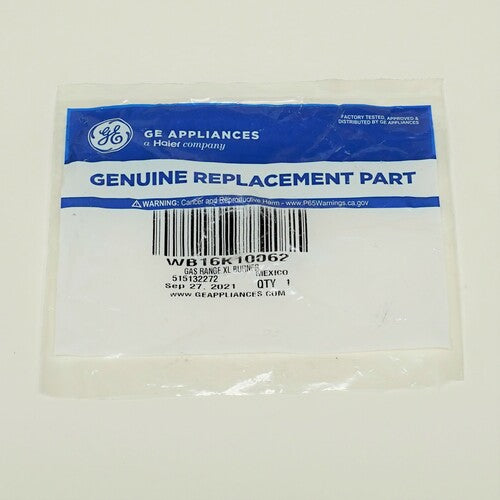 GE
GE APPLIANCES
a Haier company
FACTORY TESTED, APPROVED &
DISTRIBUTED BY GE APPLIANCES
GENUINE REPLACEMENT PART
⚠ WARNING: Cancer and Reproductive Harm - www.P65Warnings.ca.gov
WB16K10062
GAS RANGE XL BURNER
515132272 MEXICO
Sep 27, 2021 QTY 1
WWW.GEAPPLIANCES.COM